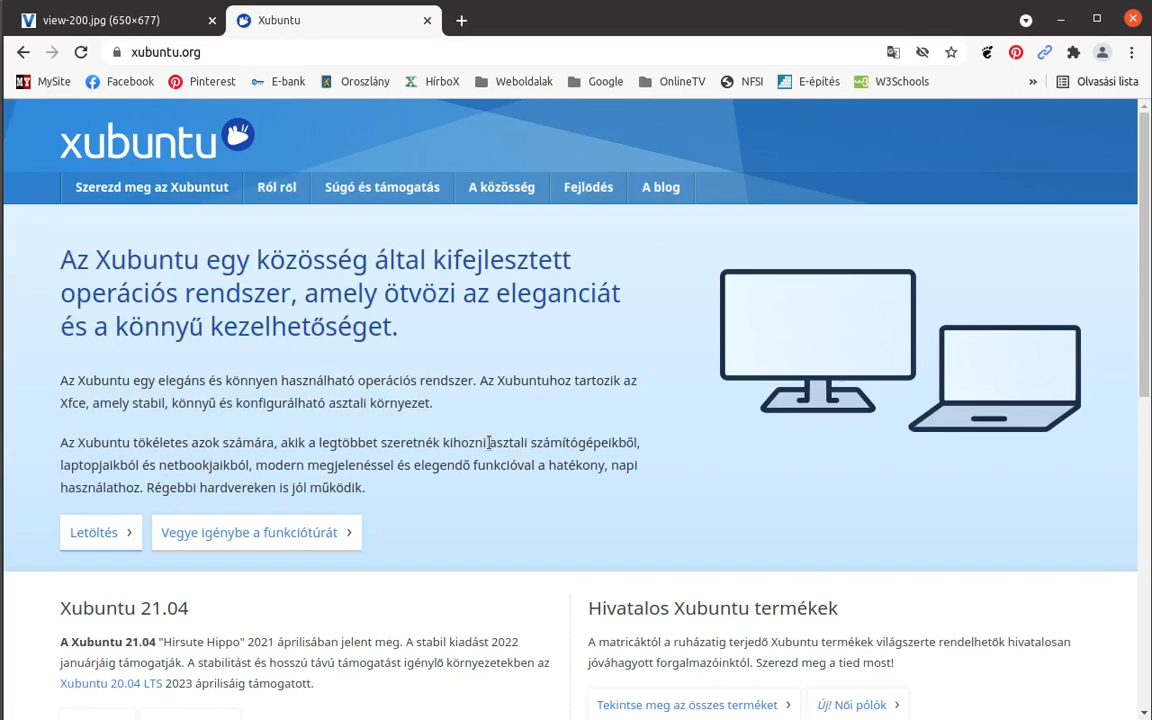 view-200.jpg (650×677)
Xubuntu
xubuntu.org
MySite
Facebook
Pinterest
E-bank
Oroszlány
HírboX
Weboldalak
Google
OnlineTV
NFSI
E-építés
W3Schools
»
Olvasási lista
xubuntu
Szerezd meg az Xubuntut
Ról ről
Súgó és támogatás
A közösség
Fejlődés
A blog
Az Xubuntu egy közösség által kifejlesztett
operációs rendszer, amely ötvözi az eleganciát
és a könnyű kezelhetőséget.
Az Xubuntu egy elegáns és könnyen használható operációs rendszer. Az Xubuntuhoz tartozik az
Xfce, amely stabil, könnyű és konfigurálható asztali környezet.
Az Xubuntu tökéletes azok számára, akik a legtöbbet szeretnék kihozni asztali számítógépeikből,
laptopjaikból és netbookjaikból, modern megjelenéssel és elegendő funkcióval a hatékony, napi
használathoz. Régebbi hardvereken is jól működik.
Letöltés ›
Vegye igénybe a funkciótúrát ›
Xubuntu 21.04
A Xubuntu 21.04 "Hirsute Hippo" 2021 áprilisában jelent meg. A stabil kiadást 2022
januárjáig támogatják. A stabilitást és hosszú távú támogatást igénylő környezetekben az
Xubuntu 20.04 LTS 2023 áprilisáig támogatott.
Hivatalos Xubuntu termékek
A matricáktól a ruházatig terjedő Xubuntu termékek világszerte rendelhetők hivatalosan
jóváhagyott forgalmazóinktól. Szerezd meg a tied most!
Tekintse meg az összes terméket ›
Új! Női pólók ›